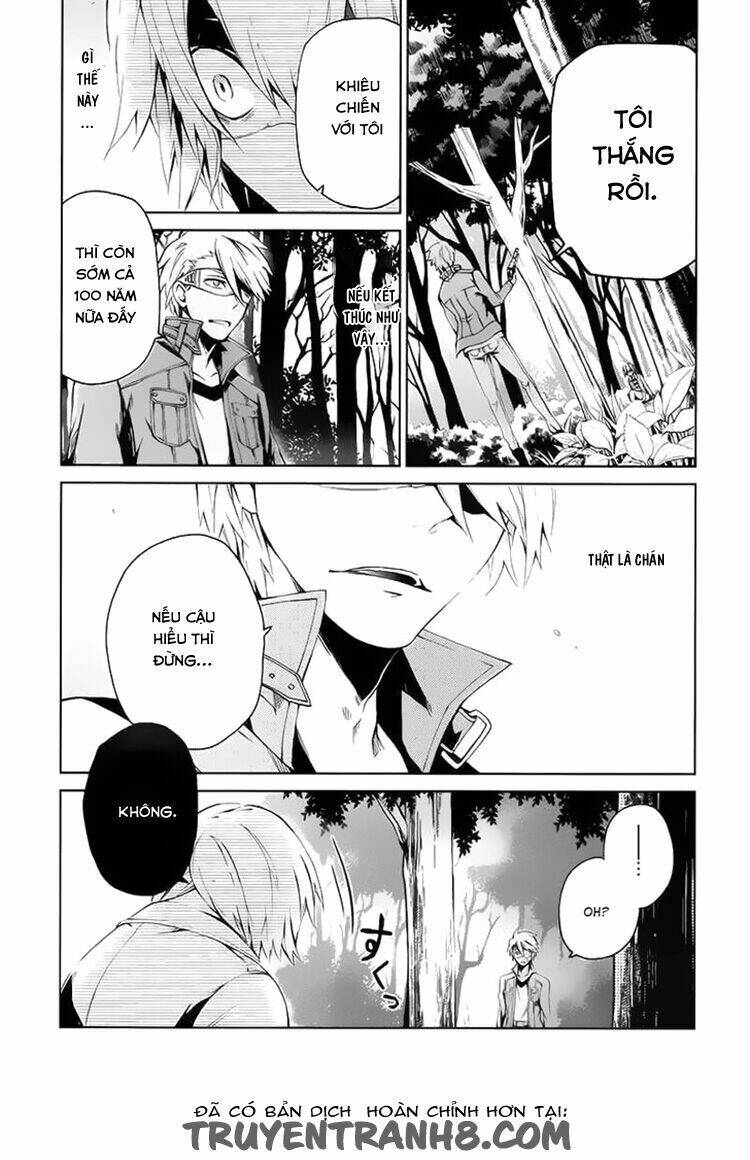 TÔI
THẮNG
RỒI.
KHIÊU
CHIẾN
VỚI TÔI
GÌ
THẾ
NÀY
...
NẾU KẾT
THÚC NHƯ
VẬY...
THÌ CÒN
SỚM CẢ
100 NĂM
NỮA ĐẤY
THẬT LÀ CHÁN
NẾU CẬU
HIỂU THÌ
ĐỪNG...
KHÔNG.
OH?
すくっ
ĐÃ CÓ BẢN DỊCH HOÀN CHỈNH HƠN TẠI:
TRUYENTRANH8.COM